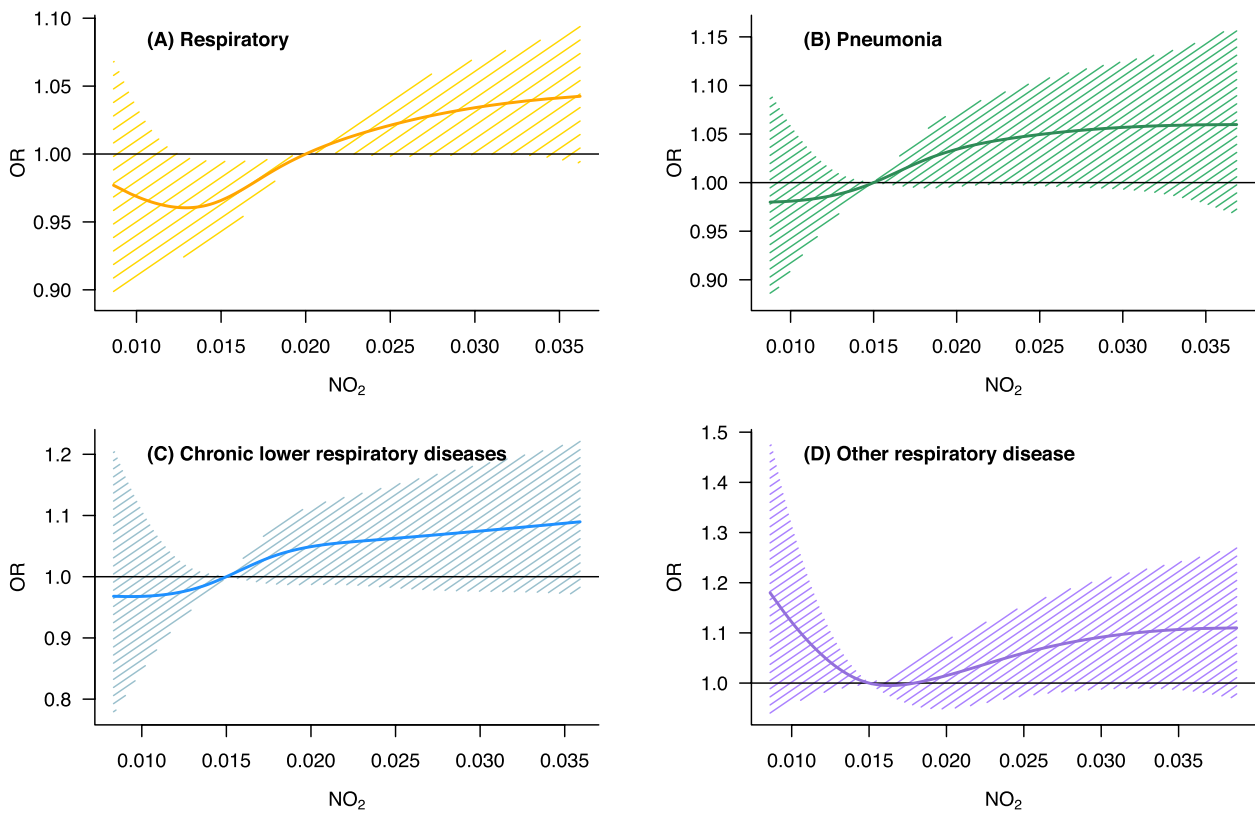 (A) Respiratory
OR
1.10
1.05
1.00
0.95
0.90
0.010 0.015 0.020 0.025 0.030 0.035
NO₂
(B) Pneumonia
OR
1.15
1.10
1.05
1.00
0.95
0.90
0.010 0.015 0.020 0.025 0.030 0.035
NO₂
(C) Chronic lower respiratory diseases
OR
1.2
1.1
1.0
0.9
0.8
0.010 0.015 0.020 0.025 0.030 0.035
NO₂
(D) Other respiratory disease
OR
1.5
1.4
1.3
1.2
1.1
1.0
0.010 0.015 0.020 0.025 0.030 0.035
NO₂